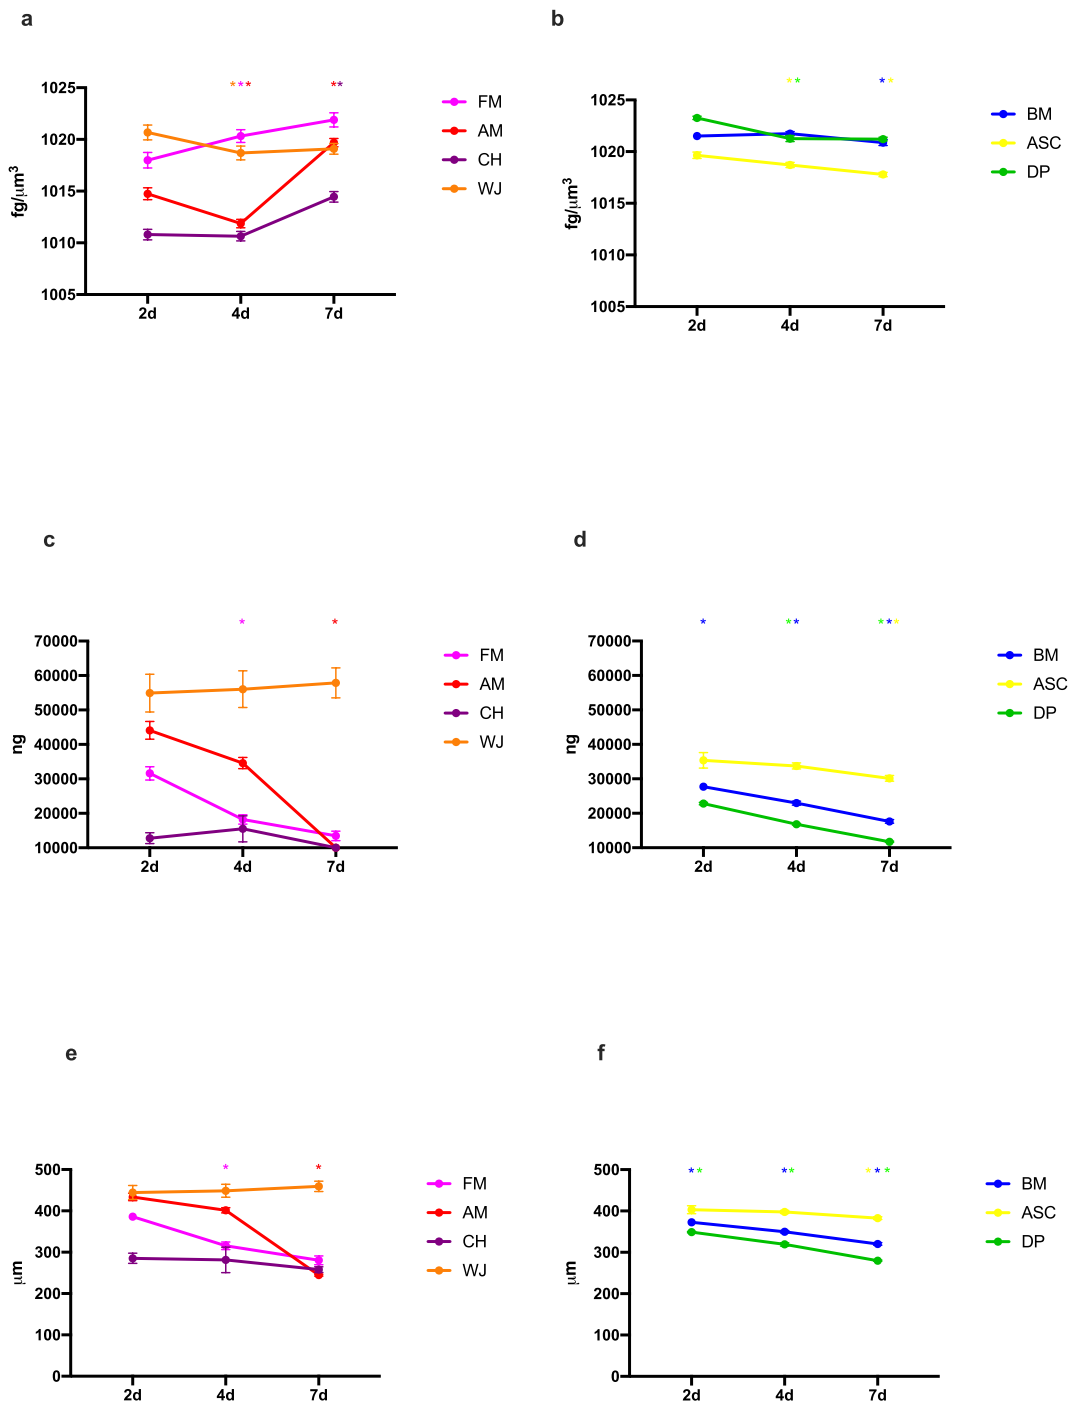 a
* * *
**
1025
1020
1015
1010
1005
fg/μm³
2d
4d
7d
FM
AM
CH
WJ
b
* *
* *
1025
1020
1015
1010
1005
fg/μm³
2d
4d
7d
BM
ASC
DP
c
*
*
70000
60000
50000
40000
30000
20000
10000
ng
2d
4d
7d
FM
AM
CH
WJ
d
*
**
* * *
70000
60000
50000
40000
30000
20000
10000
ng
2d
4d
7d
BM
ASC
DP
e
*
*
500
400
300
200
100
0
μm
2d
4d
7d
FM
AM
CH
WJ
f
* *
* *
* * *
500
400
300
200
100
0
μm
2d
4d
7d
BM
ASC
DP